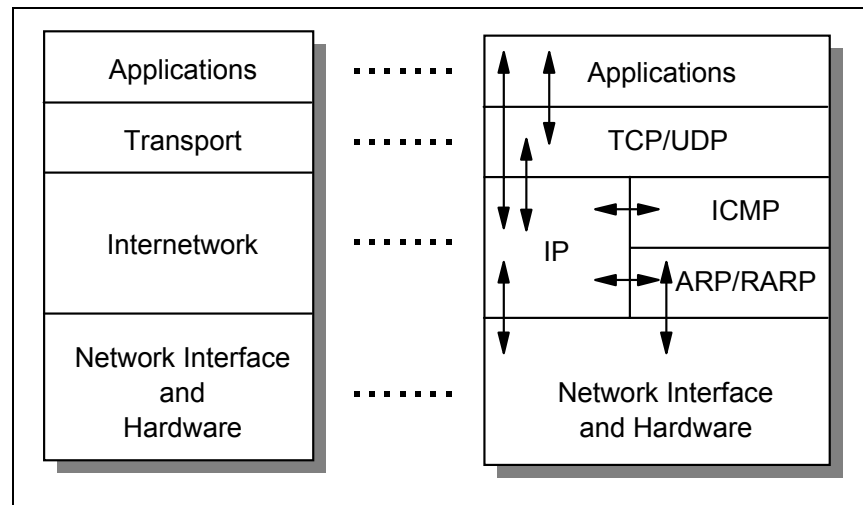 Applications
Transport
Internetwork
Network Interface
and
Hardware
Applications
TCP/UDP
IP
ICMP
ARP/RARP
Network Interface
and Hardware